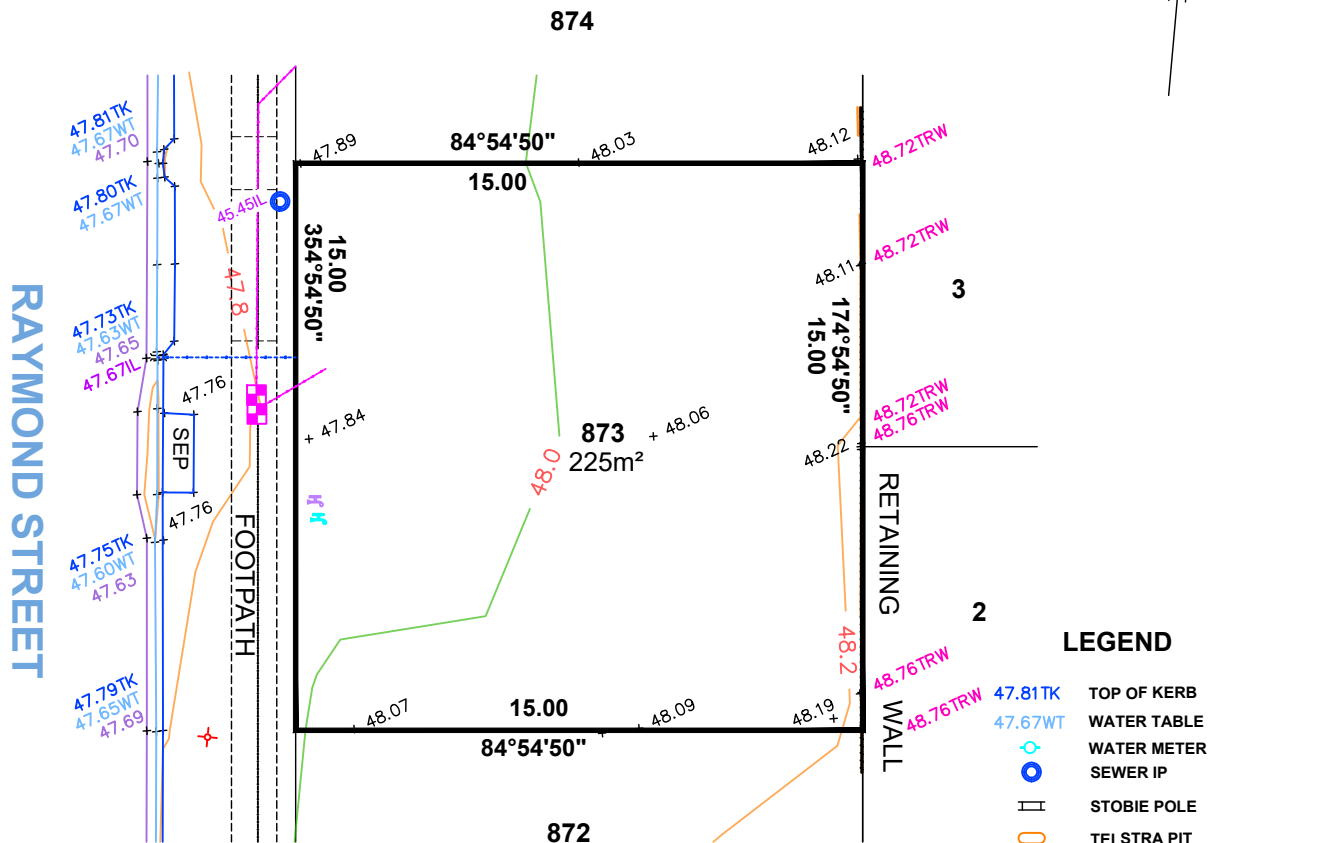 874
47.81TK
47.67WT
47.70
47.80TK
47.67WT
47.89
84°54'50"
48.03
48.12
48.72TRW
15.00
45.45IL
15.00
354°54'50"
47.8
48.72TRW
48.11
3
174°54'50"
15.00
RAYMOND STREET
47.73TK
47.63WT
47.65
47.67IL
47.76
SEP
47.76
47.84
873
225m²
48.06
48.0
48.72TRW
48.76TRW
48.22
RETAINING WALL
FOOTPATH
47.75TK
47.60WT
47.63
2
48.2
48.76TRW
48.76TRW
47.79TK
47.65WT
47.69
48.07
15.00
84°54'50"
48.09
48.19
872
LEGEND
47.81TK TOP OF KERB
47.67WT WATER TABLE
WATER METER
SEWER IP
STOBIE POLE
TELSTRA PIT